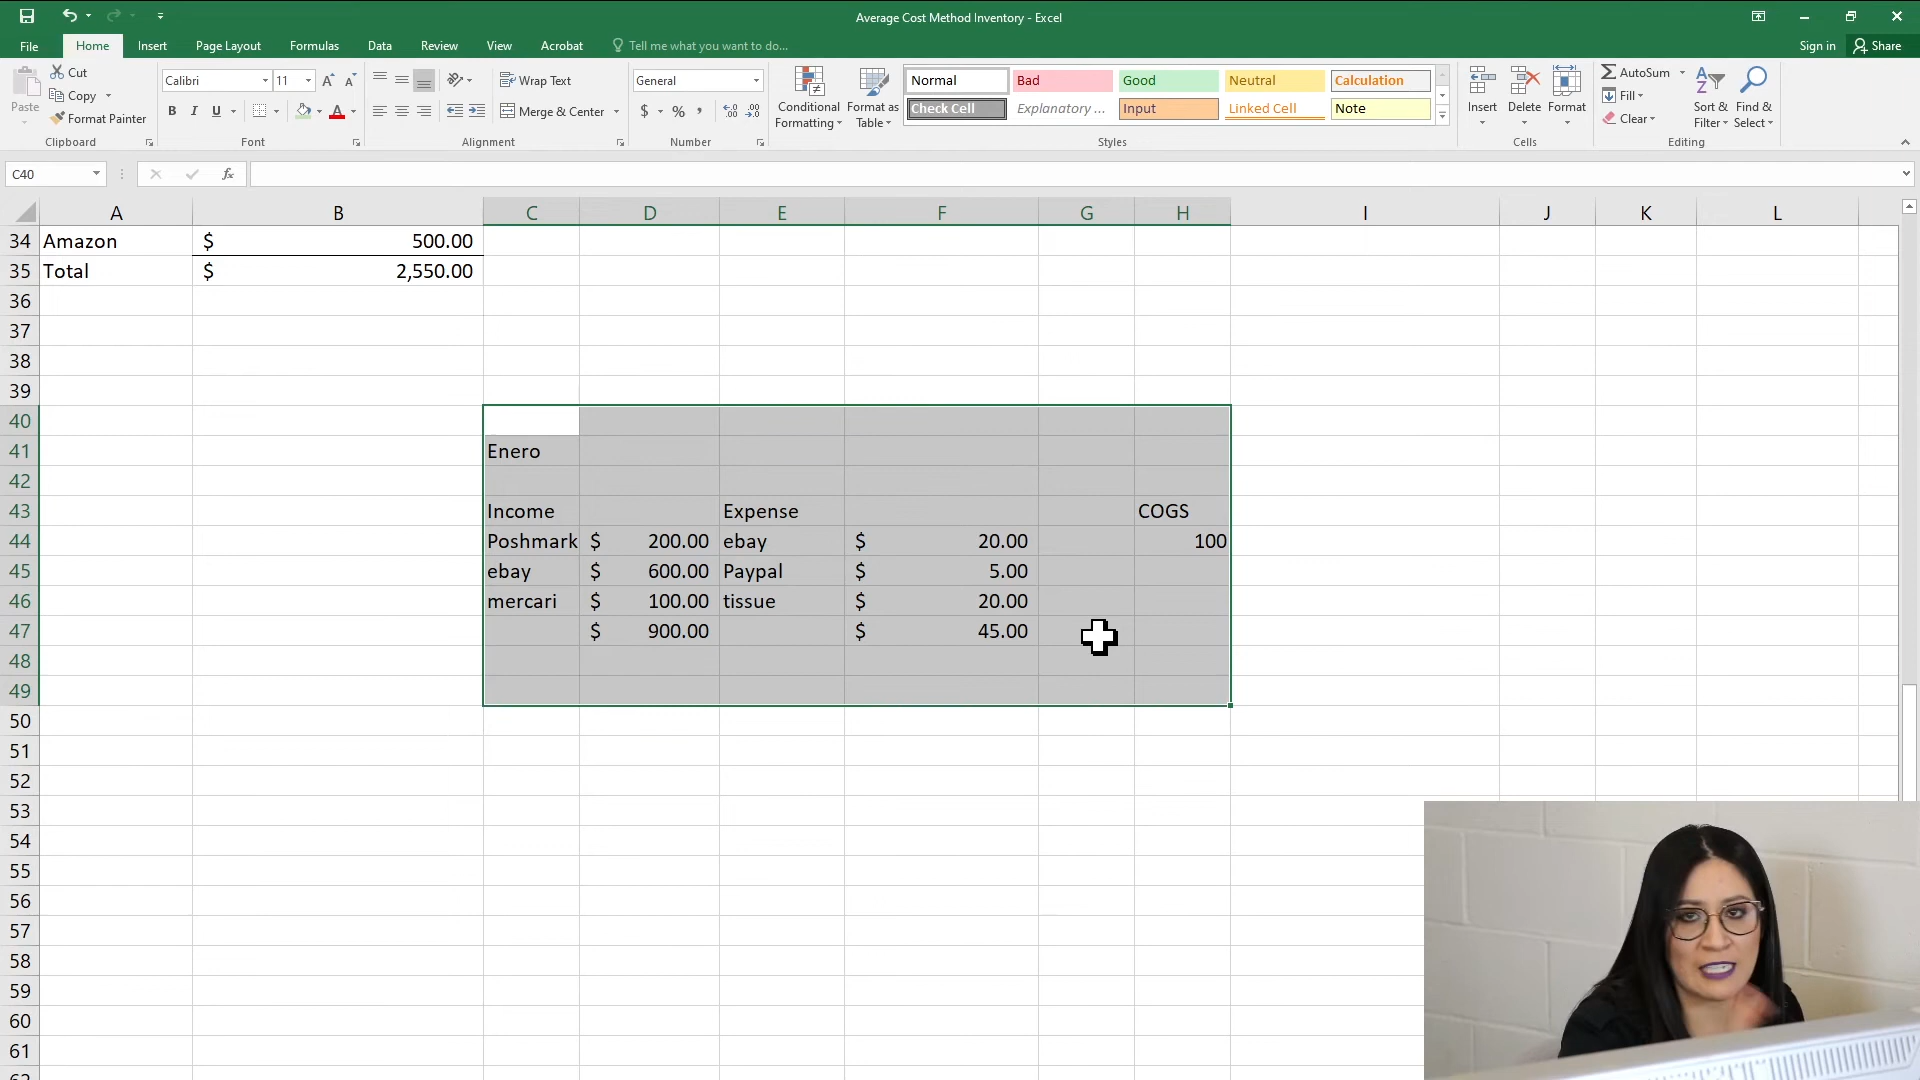 Average Cost Method Inventory - Excel
File Home Insert Page Layout Formulas Data Review View Acrobat Tell me what you want to do... Sign in Share
Paste Cut Copy Format Painter Clipboard
Calibri 11 A A B I U A Font
Wrap Text Merge & Center Alignment
General $ % , .0 .00 Number
Conditional Formatting Format as Table
Normal Bad Good Neutral Calculation
Check Cell Explanatory ... Input Linked Cell Note
Styles
Insert Delete Format Cells
AutoSum Fill Clear Sort & Filter Find & Select Editing
C40 fx
A B C D E F G H I J K L
34 Amazon $ 500.00
35 Total $ 2,550.00
36
37
38
39
40
41 Enero
42
43 Income Expense COGS
44 Poshmark $ 200.00 ebay $ 20.00 100
45 ebay $ 600.00 Paypal $ 5.00
46 mercari $ 100.00 tissue $ 20.00
47 $ 900.00 $ 45.00
48
49
50
51
52
53
54
55
56
57
58
59
60
61